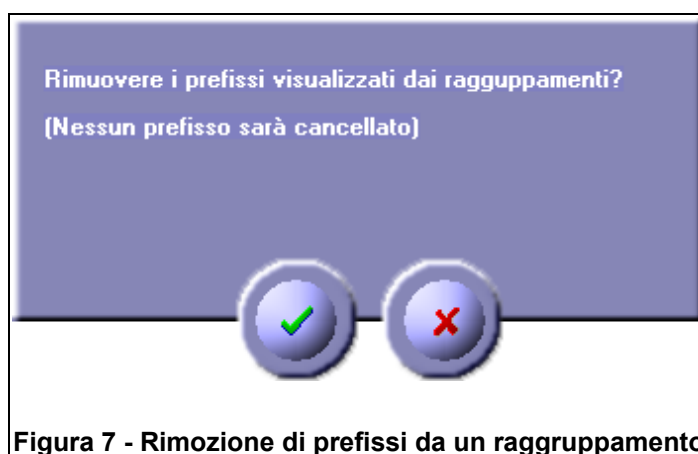 Rimuovere i prefissi visualizzati dai ragguppamenti?
(Nessun prefisso sarà cancellato)
Figura 7 - Rimozione di prefissi da un raggruppamento